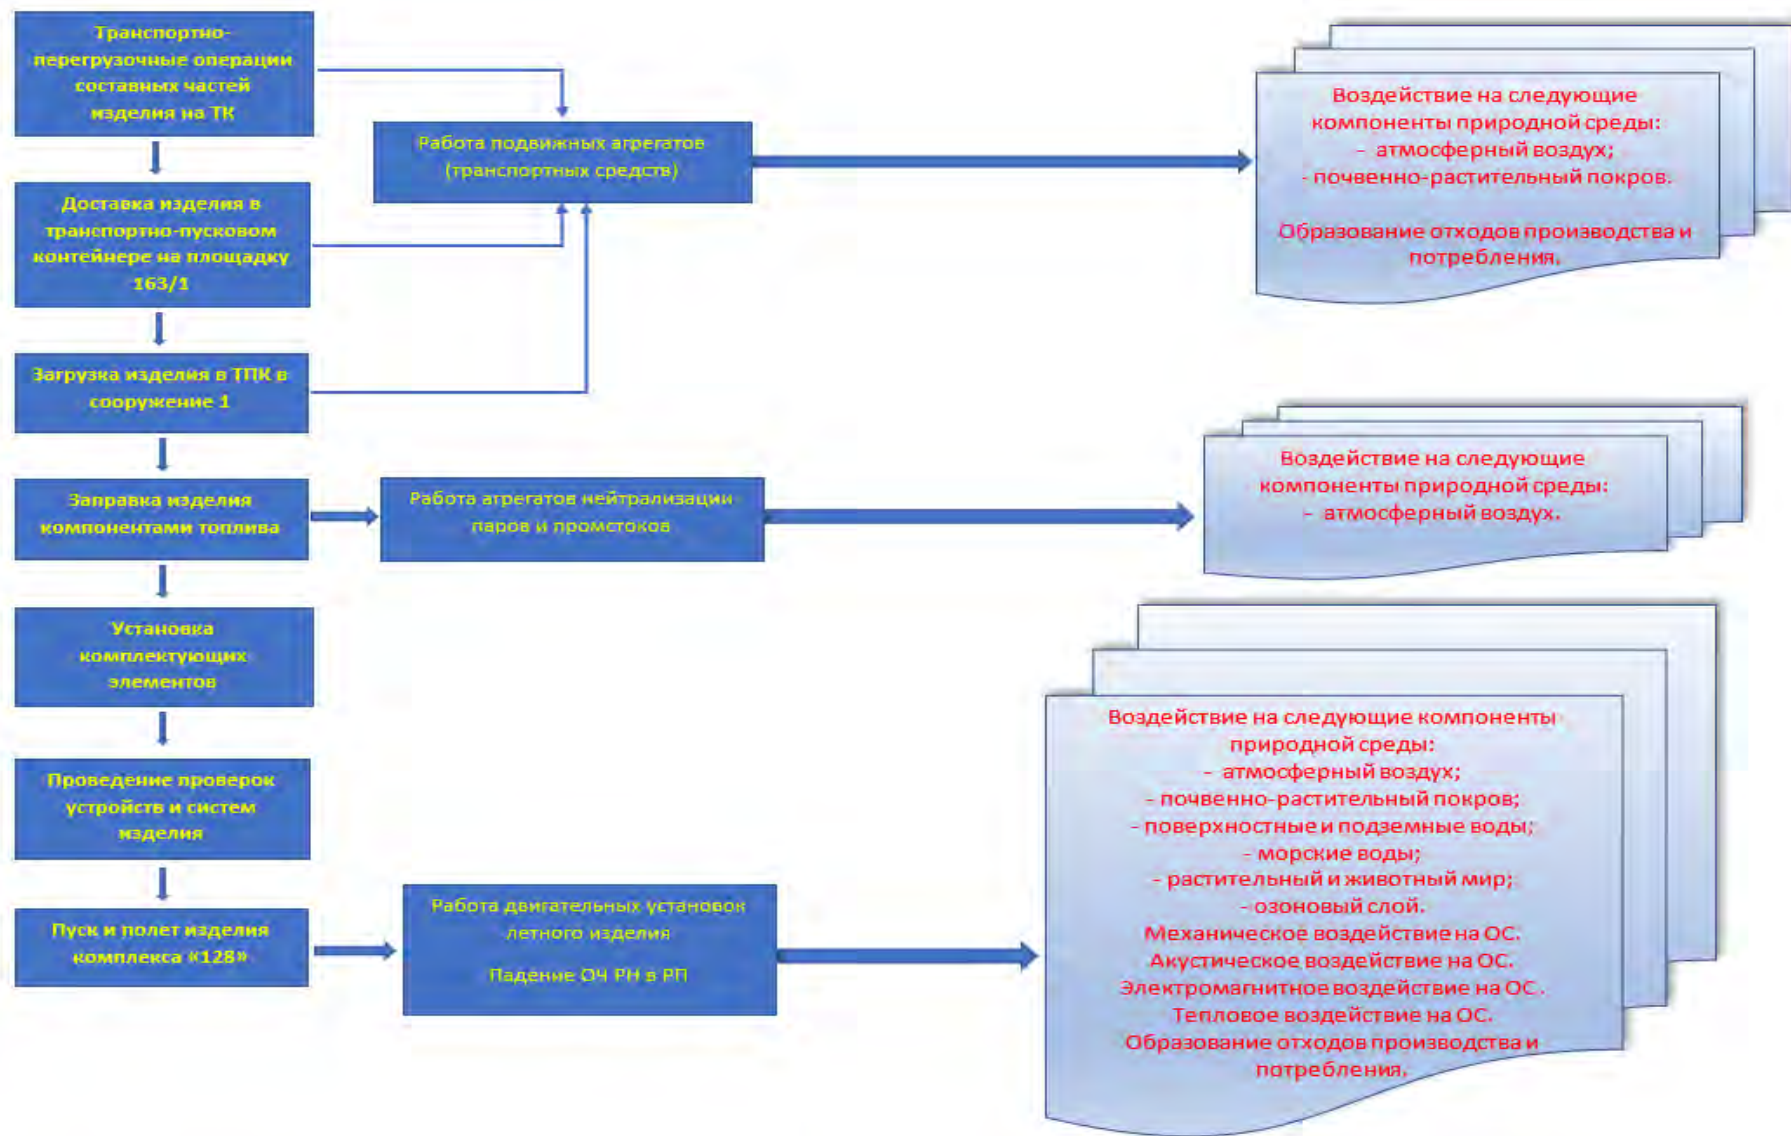 Транспортно-
перегрузочные операции
составных частей
изделия на ТК
Доставка изделия в
транспортно-пусковом
контейнере на площадку
163/1
Загрузка изделия в ТПК в
сооружение 1
Заправка изделия
компонентами топлива
Установка
комплектующих
элементов
Проведение проверок
устройств и систем
изделия
Пуск и полет изделия
комплекса «128»
Работа подвижных агрегатов
(транспортных средств)
Работа агрегатов нейтрализации
паров и промстоков
Работа двигательных установок
летного изделия
Падение ОЧ РН в РП
Воздействие на следующие
компоненты природной среды:
- атмосферный воздух;
- почвенно-растительный покров.
Образование отходов производства и
потребления.
Воздействие на следующие
компоненты природной среды:
- атмосферный воздух.
Воздействие на следующие компоненты
природной среды:
- атмосферный воздух;
- почвенно-растительный покров;
- поверхностные и подземные воды;
- морские воды;
- растительный и животный мир;
- озоновый слой.
Механическое воздействие на ОС.
Акустическое воздействие на ОС.
Электромагнитное воздействие на ОС.
Тепловое воздействие на ОС.
Образование отходов производства и
потребления.